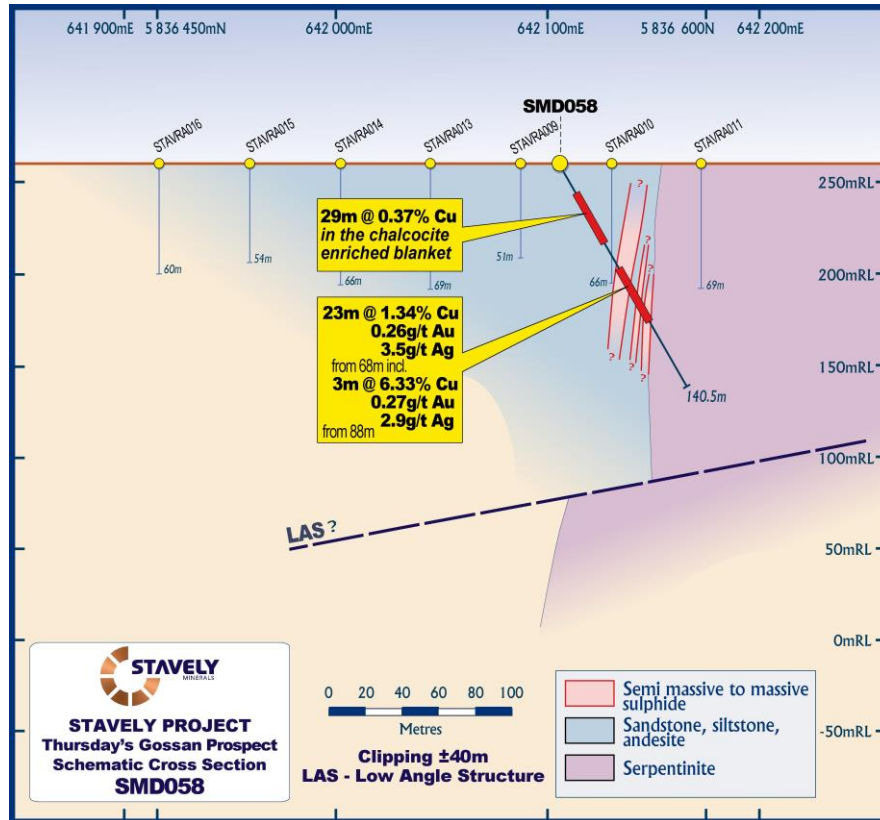 641 900mE 5 836 450mN 642 000mE 642 100mE 5 836 600N 642 200mE
SMD058
STAVRA016 STAVRA015 STAVRA014 STAVRA013 STAVRA009 STAVRA010 STAVRA011
250mRL
29m @ 0.37% Cu
in the chalcocite
enriched blanket
60m 54m 66m 69m 51m 66m 69m
200mRL
23m @ 1.34% Cu
0.26g/t Au
3.5g/t Ag
from 68m incl.
3m @ 6.33% Cu
0.27g/t Au
2.9g/t Ag
from 88m
? ? ? ? ? ?
150mRL
140.5m
100mRL
LAS ?
50mRL
0mRL
-50mRL
STAVELY
MINERALS
STAVELY PROJECT
Thursday's Gossan Prospect
Schematic Cross Section
SMD058
0 20 40 60 80 100
Metres
Clipping ±40m
LAS - Low Angle Structure
Semi massive to massive
sulphide
Sandstone, siltstone,
andesite
Serpentinite